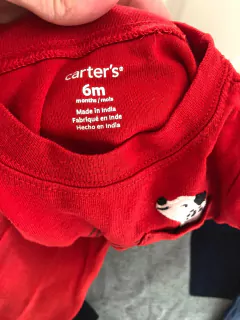 carter's®
6m
months / mois
Made in India
Fabriqué en Inde
Hecho en India